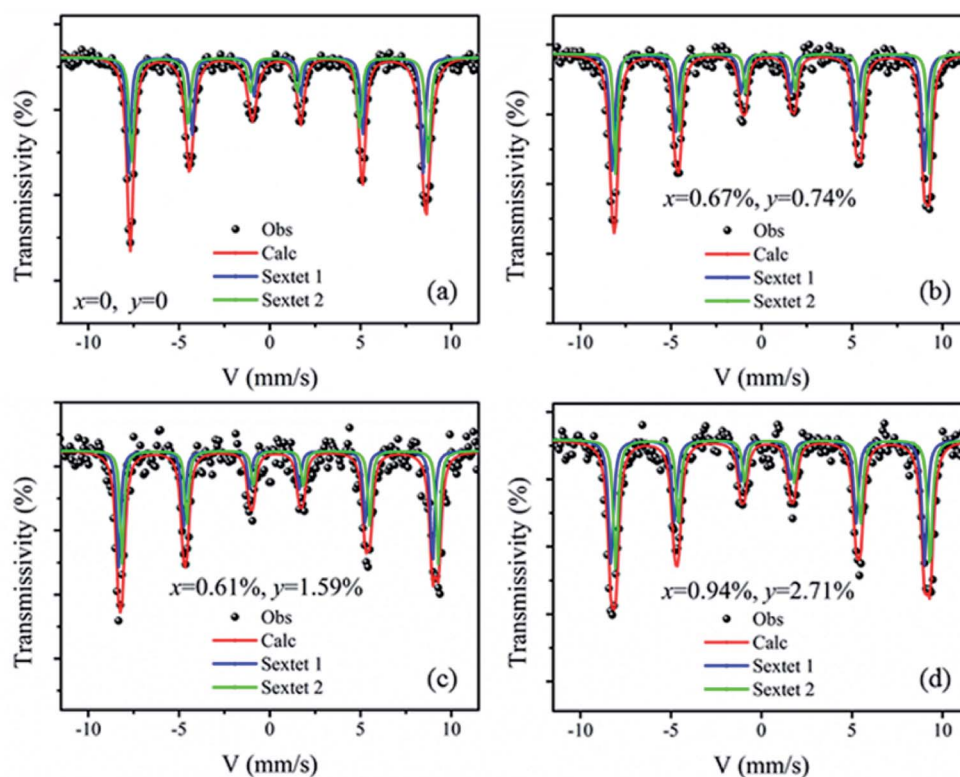 Transmissivity (%)
Obs
Calc
Sextet 1
Sextet 2
(a)
x=0, y=0
-10 -5 0 5 10
V (mm/s)
Transmissivity (%)
x=0.67%, y=0.74%
Obs
Calc
Sextet 1
Sextet 2
(b)
-10 -5 0 5 10
V (mm/s)
Transmissivity (%)
x=0.61%, y=1.59%
Obs
Calc
Sextet 1
Sextet 2
(c)
-10 -5 0 5 10
V (mm/s)
Transmissivity (%)
x=0.94%, y=2.71%
Obs
Calc
Sextet 1
Sextet 2
(d)
-10 -5 0 5 10
V (mm/s)